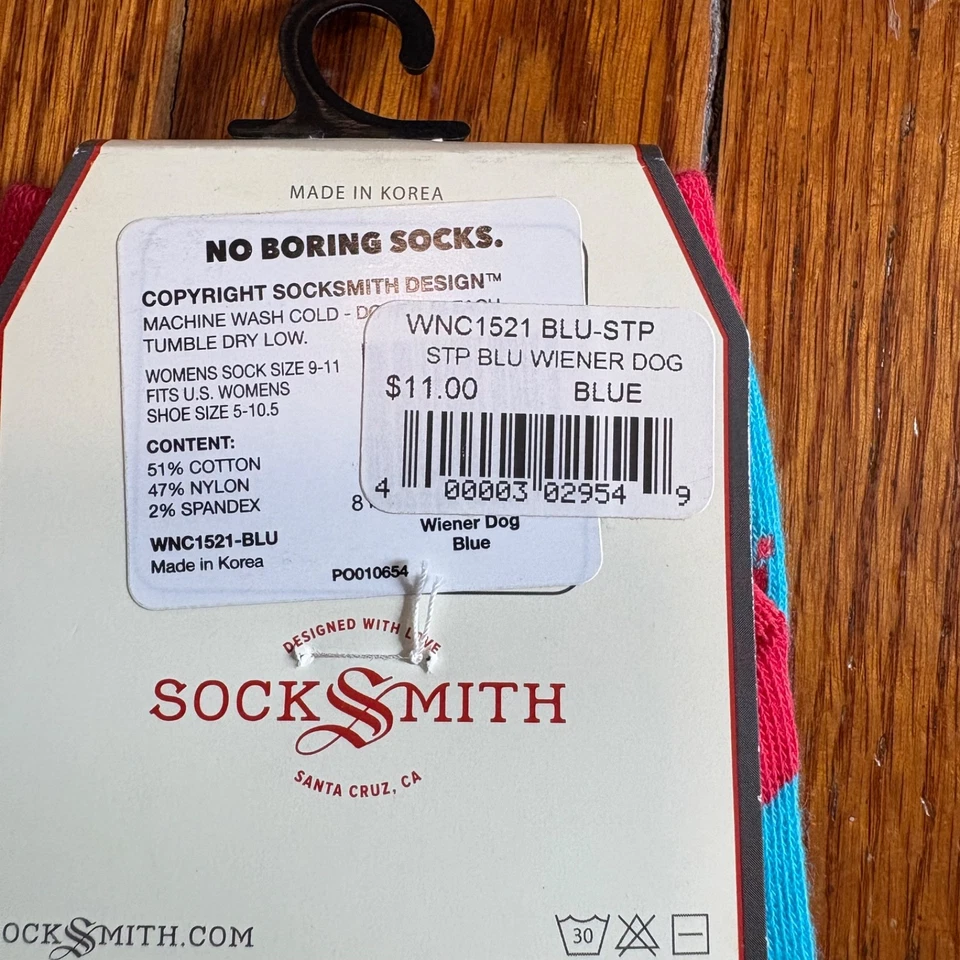 MADE IN KOREA
NO BORING SOCKS.
COPYRIGHT SOCKSMITH DESIGN™
MACHINE WASH COLD -
TUMBLE DRY LOW.
WOMENS SOCK SIZE 9-11
FITS U.S. WOMENS
SHOE SIZE 5-10.5
CONTENT:
51% COTTON
47% NYLON
2% SPANDEX
WNC1521-BLU
Made in Korea
WNC1521 BLU-STP
STP BLU WIENER DOG
$11.00 BLUE
4 00003 02954 9
8
Wiener Dog
Blue
PO010654
DESIGNED WITH LOVE
SOCKSMITH
SANTA CRUZ, CA
OCKSMITH.COM
30